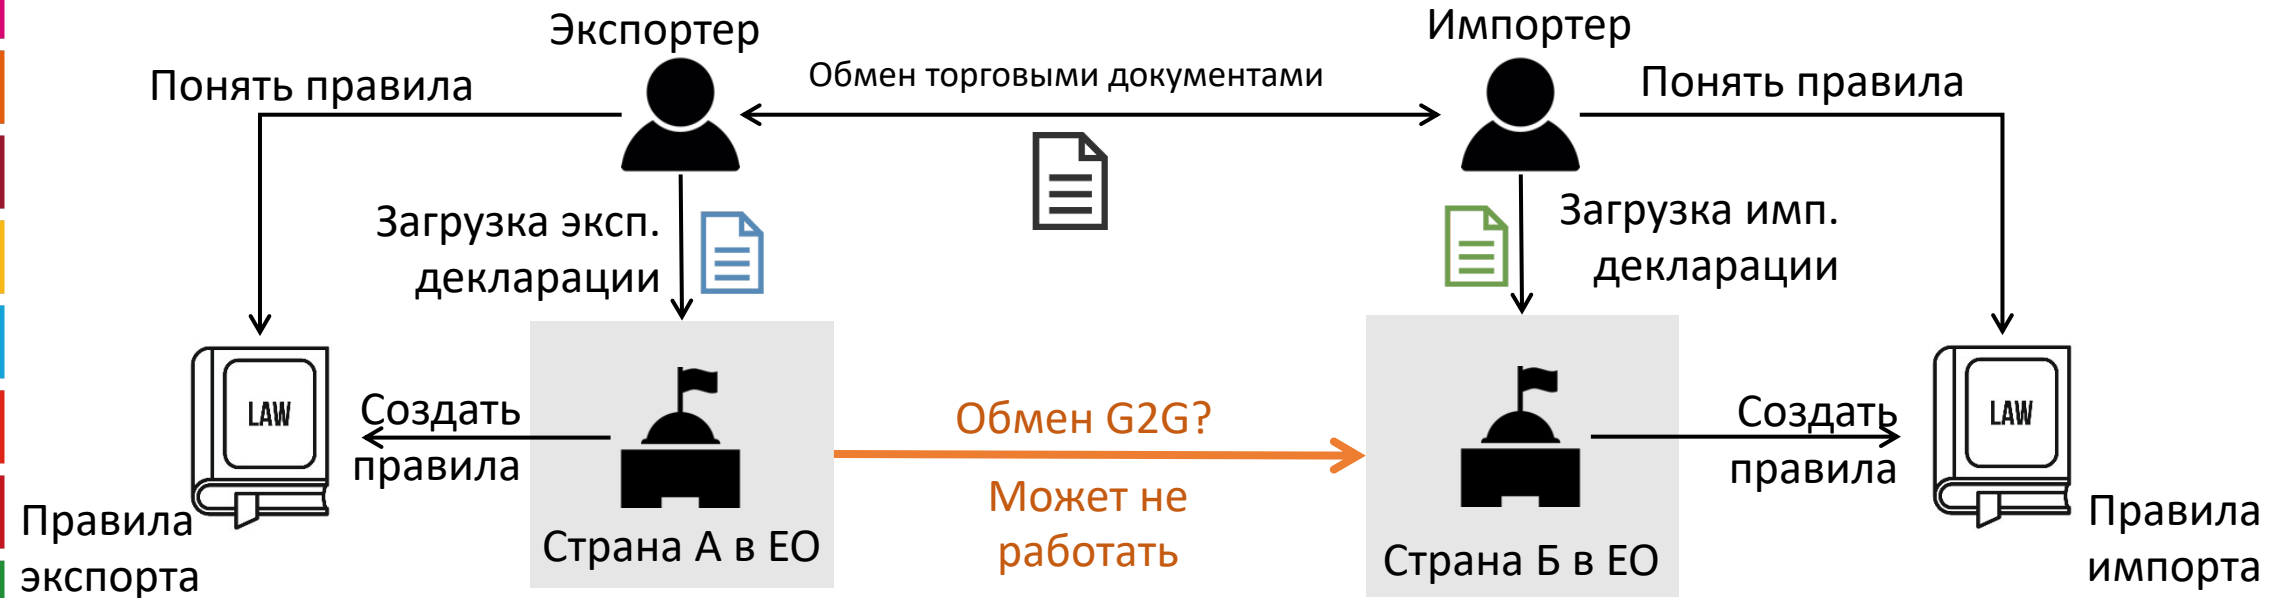 Экспортер
Импортер
Понять правила
Обмен торговыми документами
Понять правила
Загрузка эксп.
декларации
Загрузка имп.
декларации
LAW
Создать
правила
Обмен G2G?
Может не
работать
Создать
правила
LAW
Правила
экспорта
Страна А в ЕО
Страна Б в ЕО
Правила
импорта